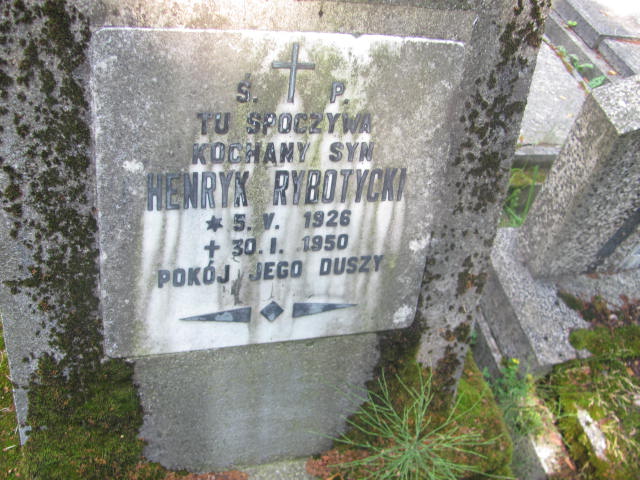 Ś. P.
TU SPOCZYWA
KOCHANY SYN
HENRYK RYBOTYCKI
* 5. V. 1926
✝ 30. I. 1950
POKÓJ JEGO DUSZY